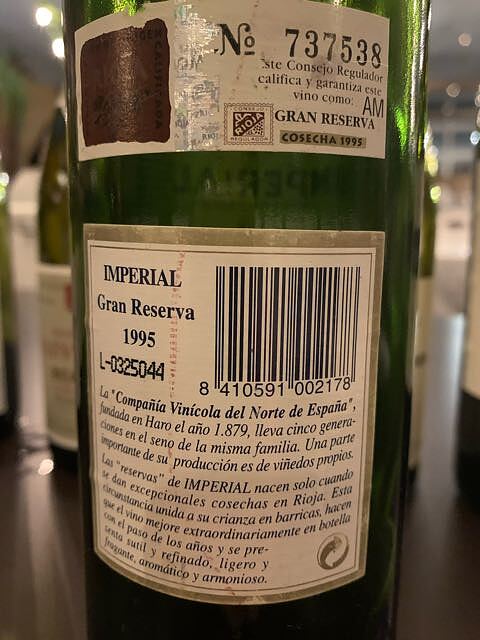 Nº 737538
Este Consejo Regulador
califica y garantiza este
vino como: AM
CONSEJO
RIOJA
REGULADOR
GRAN RESERVA
COSECHA 1995
IMPERIAL
IMPERIAL
Gran Reserva
1995
L-0325044
8 410591 002178
La "Compañía Vinícola del Norte de España",
fundada en Haro el año 1.879, lleva cinco genera-
ciones en el seno de la misma familia. Una parte
importante de su producción es de viñedos propios.
Las "reservas" de IMPERIAL nacen solo cuando
se dan excepcionales cosechas en Rioja. Esta
circunstancia unida a su crianza en barricas, hacen
que el vino mejore extraordinariamente en botella
con el paso de los años y se pre-
senta sutil y refinado, ligero y
fragante, aromático y armonioso.